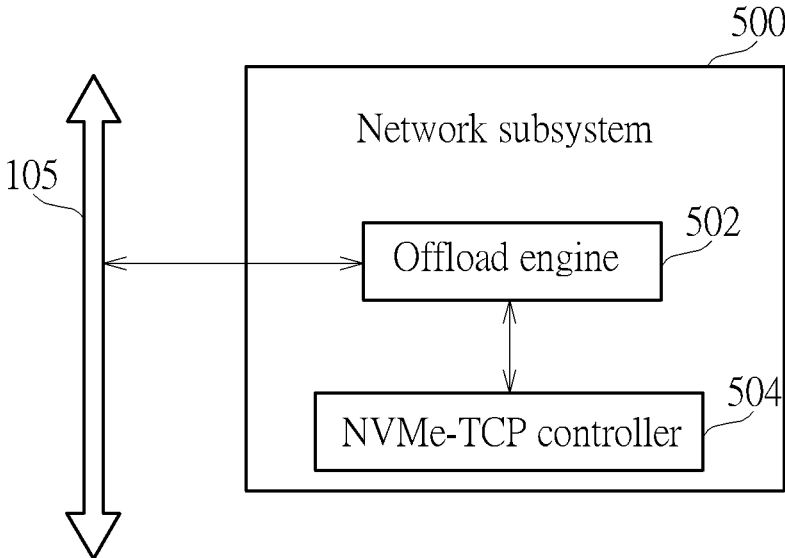 500
Network subsystem
105
502
Offload engine
504
NVMe-TCP controller